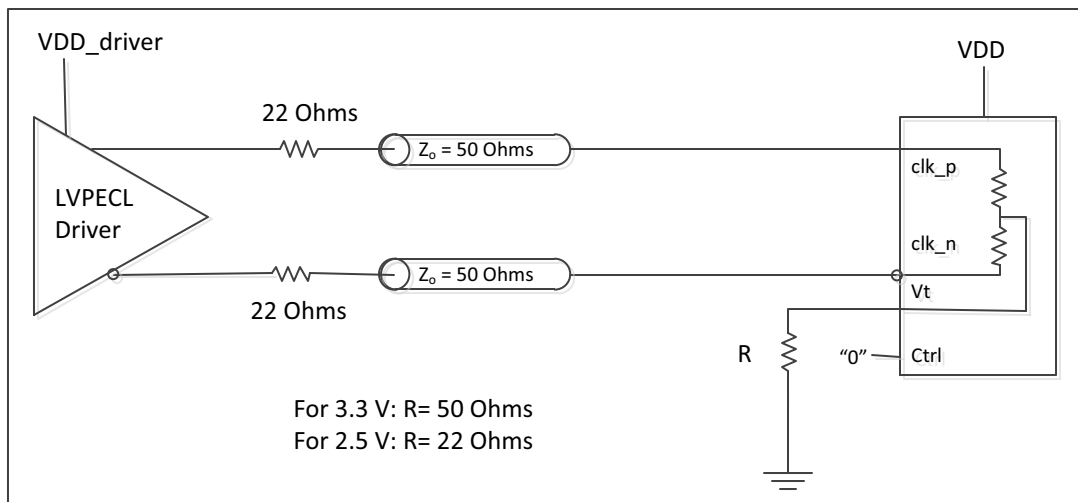 VDD_driver
VDD
22 Ohms
Zo = 50 Ohms
clk_p
LVPECL
Driver
clk_n
Zo = 50 Ohms
Vt
22 Ohms
R
“0”
Ctrl
For 3.3 V: R= 50 Ohms
For 2.5 V: R= 22 Ohms